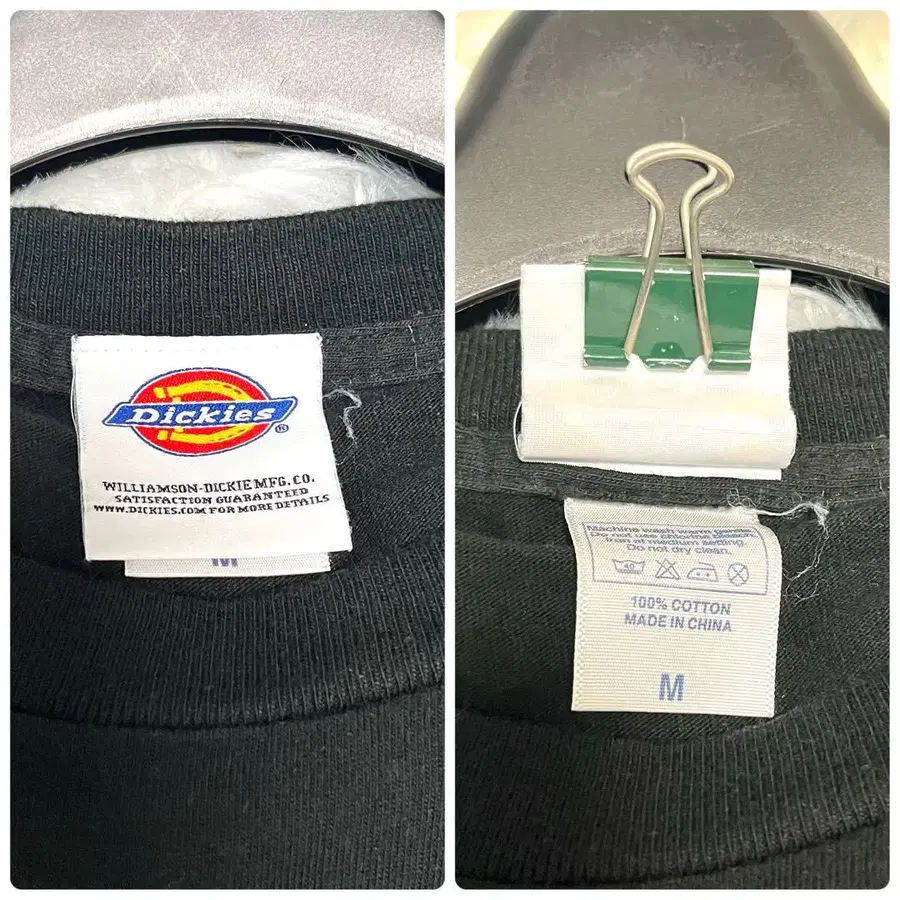 Dickies®
WILLIAMSON-DICKIE MFG. CO.
SATISFACTION GUARANTEED
WWW.DICKIES.COM FOR MORE DETAILS
M
Machine wash warm gentle.
Do not use chlorine bleach.
Iron at medium setting.
Do not dry clean.
40
100% COTTON
MADE IN CHINA
M